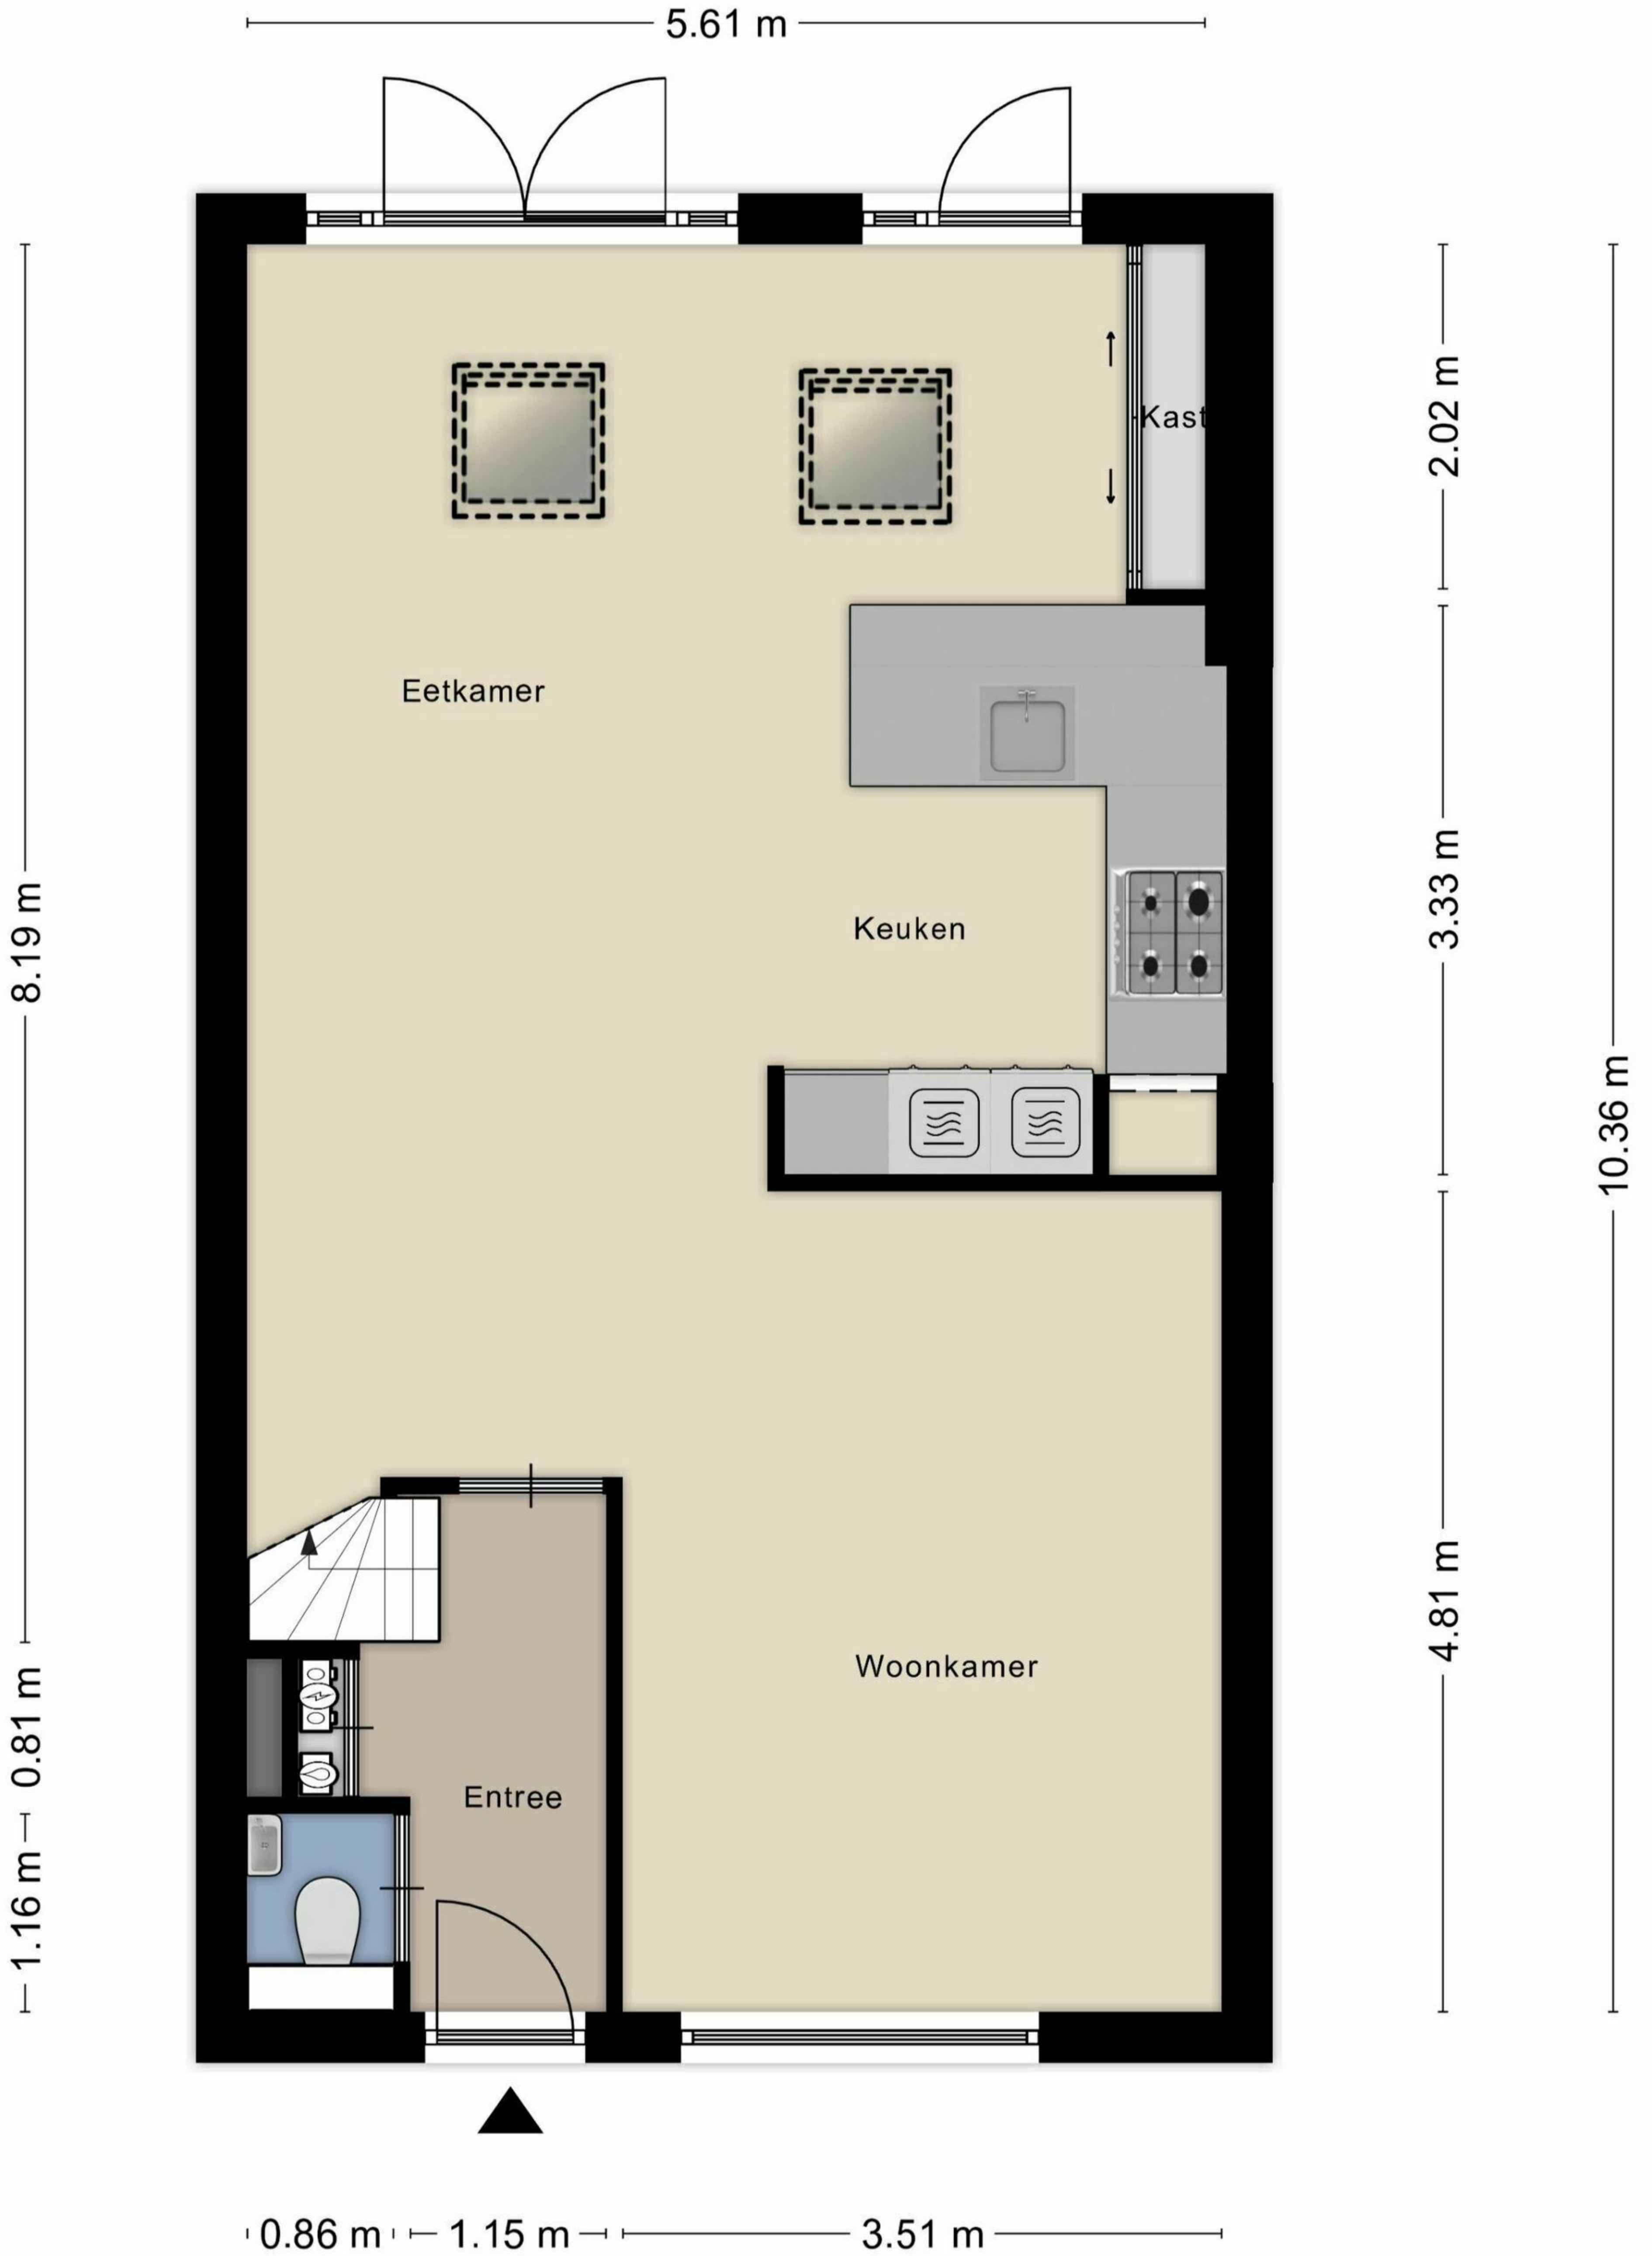 5.61 m
Kast
2.02 m
Eetkamer
8.19 m
3.33 m
Keuken
10.36 m
4.81 m
Woonkamer
0.81 m
Entree
1.16 m
0.86 m
1.15 m
3.51 m